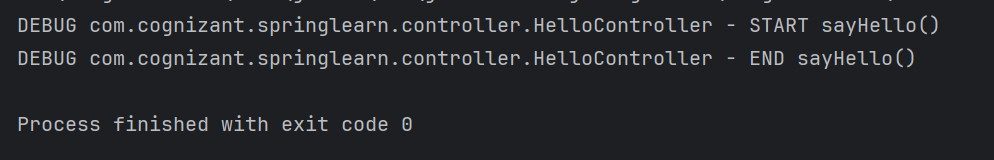 DEBUG com.cognizant.springlearn.controller.HelloController - START sayHello()
DEBUG com.cognizant.springlearn.controller.HelloController - END sayHello()
Process finished with exit code 0